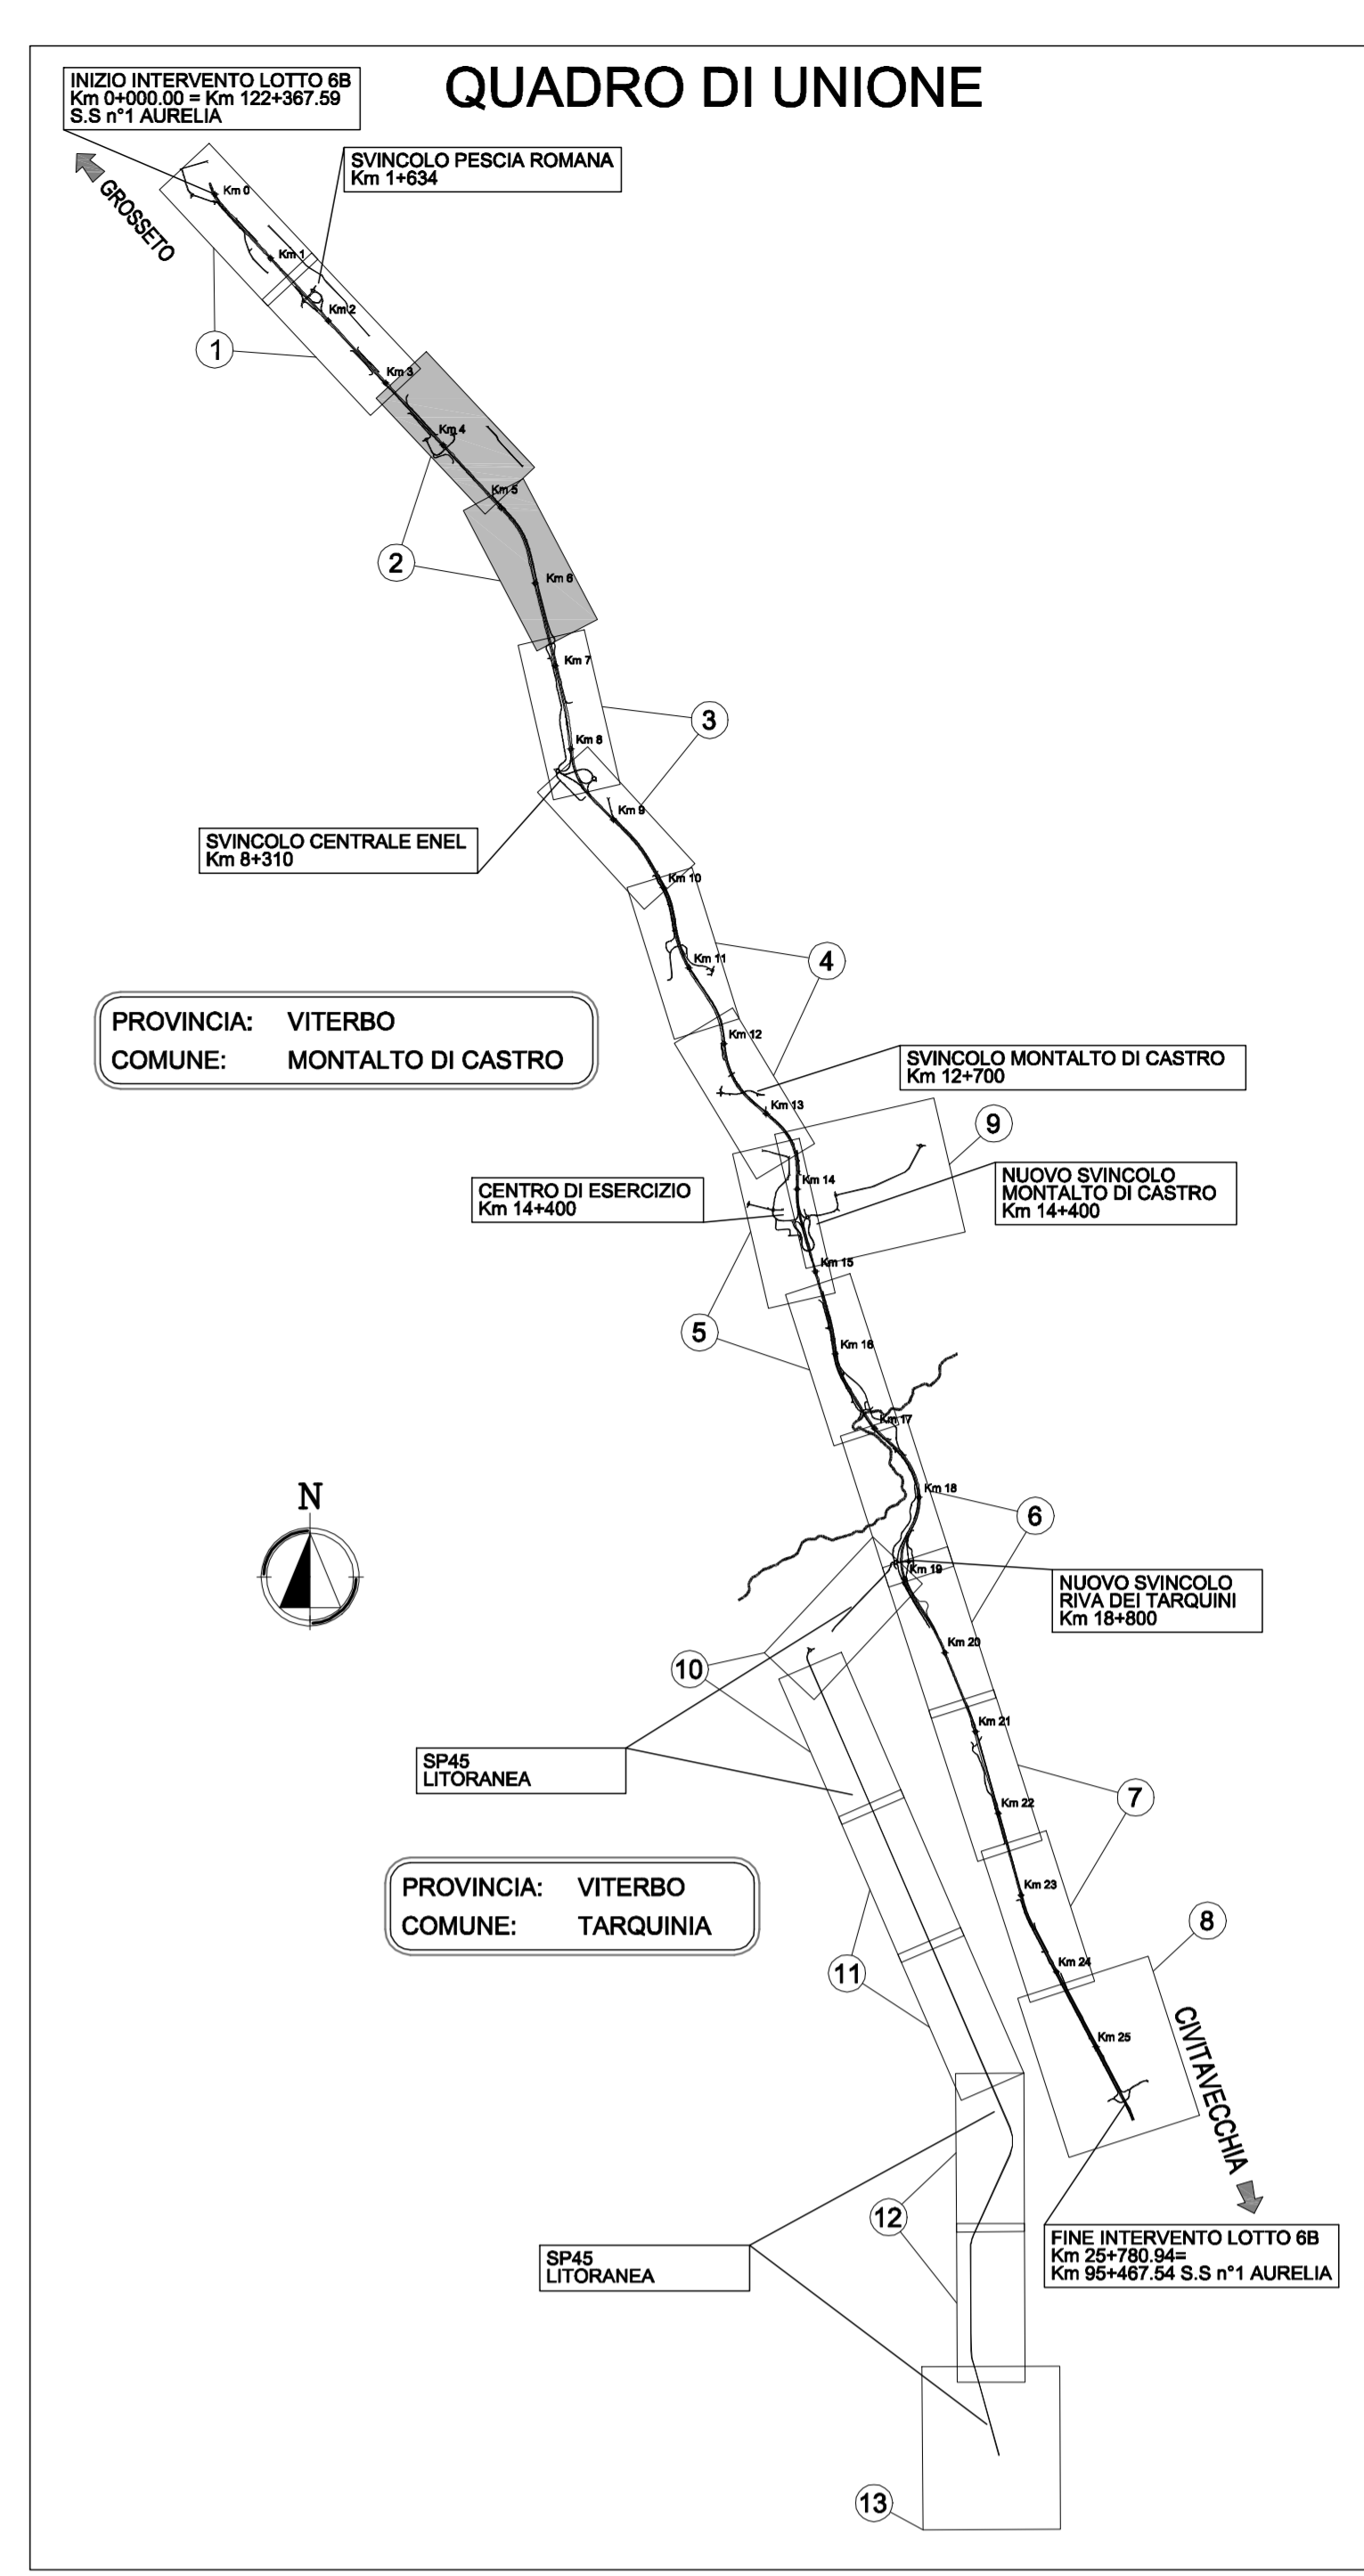 QUADRO DI UNIONE
INIZIO INTERVENTO LOTTO 6B
Km 0+000.00 = Km 122+367.59
S.S n°1 AURELIA
SVINCOLO PESCIA ROMANA
Km 1+634
GROSSETO
Km 0
Km 1
Km 2
1
Km 3
Km 4
Km 5
2
Km 6
Km 7
3
Km 8
Km 9
SVINCOLO CENTRALE ENEL
Km 8+310
Km 10
4
Km 11
PROVINCIA: VITERBO
COMUNE: MONTALTO DI CASTRO
Km 12
SVINCOLO MONTALTO DI CASTRO
Km 12+700
Km 13
9
CENTRO DI ESERCIZIO
Km 14+400
Km 14
NUOVO SVINCOLO
MONTALTO DI CASTRO
Km 14+400
Km 15
5
Km 16
Km 17
N
Km 18
6
Km 19
NUOVO SVINCOLO
RIVA DEI TARQUINI
Km 18+800
Km 20
10
Km 21
SP45
LITORANEA
7
Km 22
PROVINCIA: VITERBO
COMUNE: TARQUINIA
Km 23
8
11
Km 24
Km 25
CIVITAVECCHIA
12
FINE INTERVENTO LOTTO 6B
Km 25+780.94=
Km 95+467.54 S.S n°1 AURELIA
SP45
LITORANEA
13